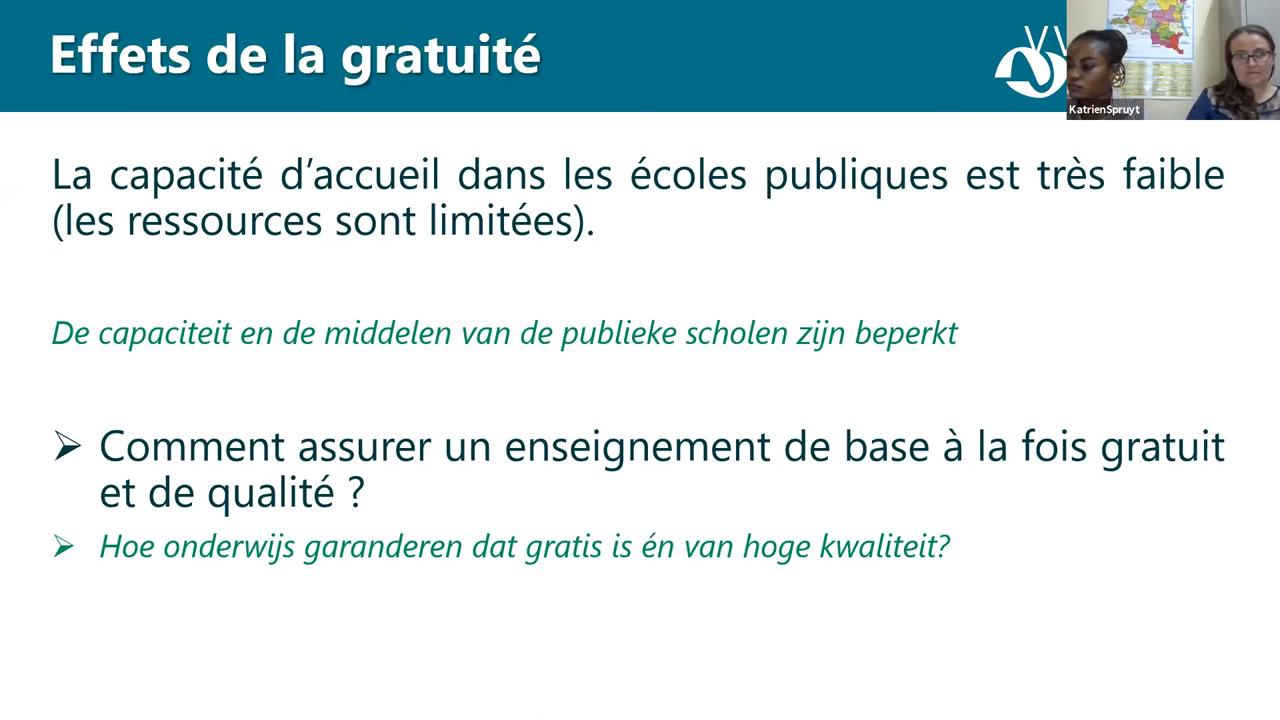 Effets de la gratuité
KatrienSpruyt
La capacité d’accueil dans les écoles publiques est très faible
(les ressources sont limitées).
De capaciteit en de middelen van de publieke scholen zijn beperkt
➢ Comment assurer un enseignement de base à la fois gratuit
et de qualité ?
➢ Hoe onderwijs garanderen dat gratis is én van hoge kwaliteit?